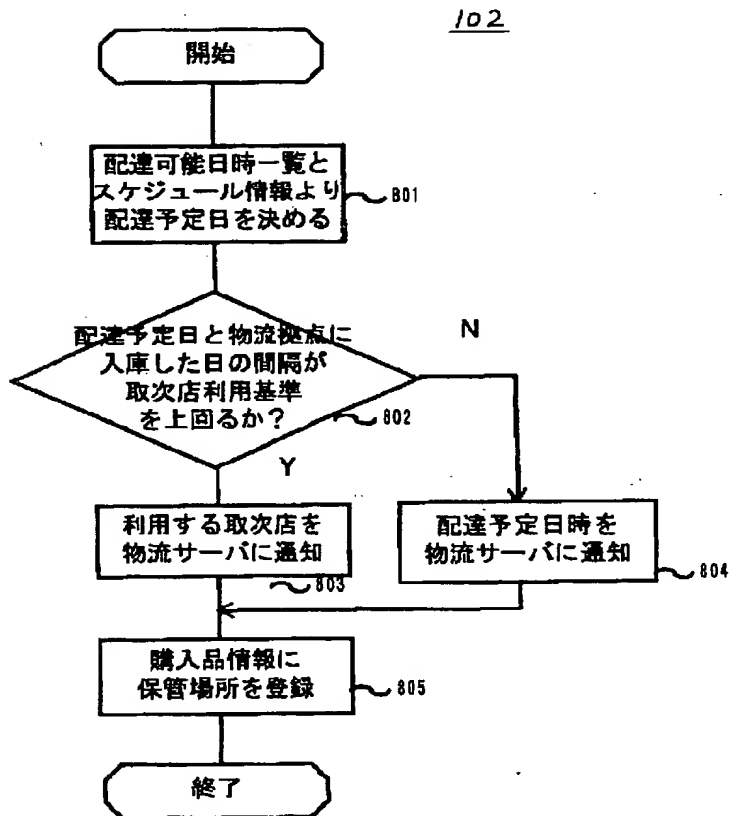 102
開始
配達可能日時一覧と
スケジュール情報より
配達予定日を決める
801
配達予定日と物流拠点に
入庫した日の間隔が
取次店利用基準
を上回るか?
802
N
Y
利用する取次店を
物流サーバに通知
803
配達予定日時を
物流サーバに通知
804
購入品情報に
保管場所を登録
805
終了